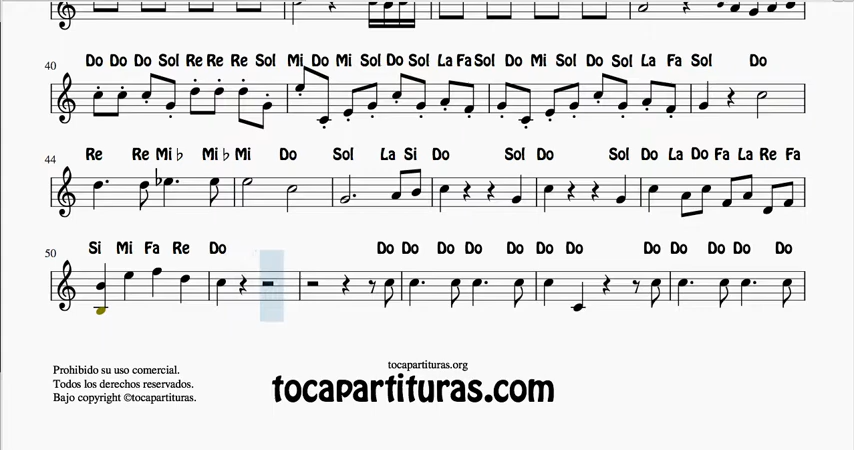 Do Do Do Sol Re Re Re Sol Mi Do Mi Sol Do Sol La Fa Sol Do Mi Sol Do Sol La Fa Sol Do
40
Re Re Mi♭ Mi♭ Mi Do Sol La Si Do Sol Do Sol Do La Do Fa La Re Fa
44
Si Mi Fa Re Do Do Do Do Do Do Do Do Do Do Do Do Do
50
Prohibido su uso comercial.
Todos los derechos reservados.
Bajo copyright ©tocapartituras.
tocapartituras.org
tocapartituras.com